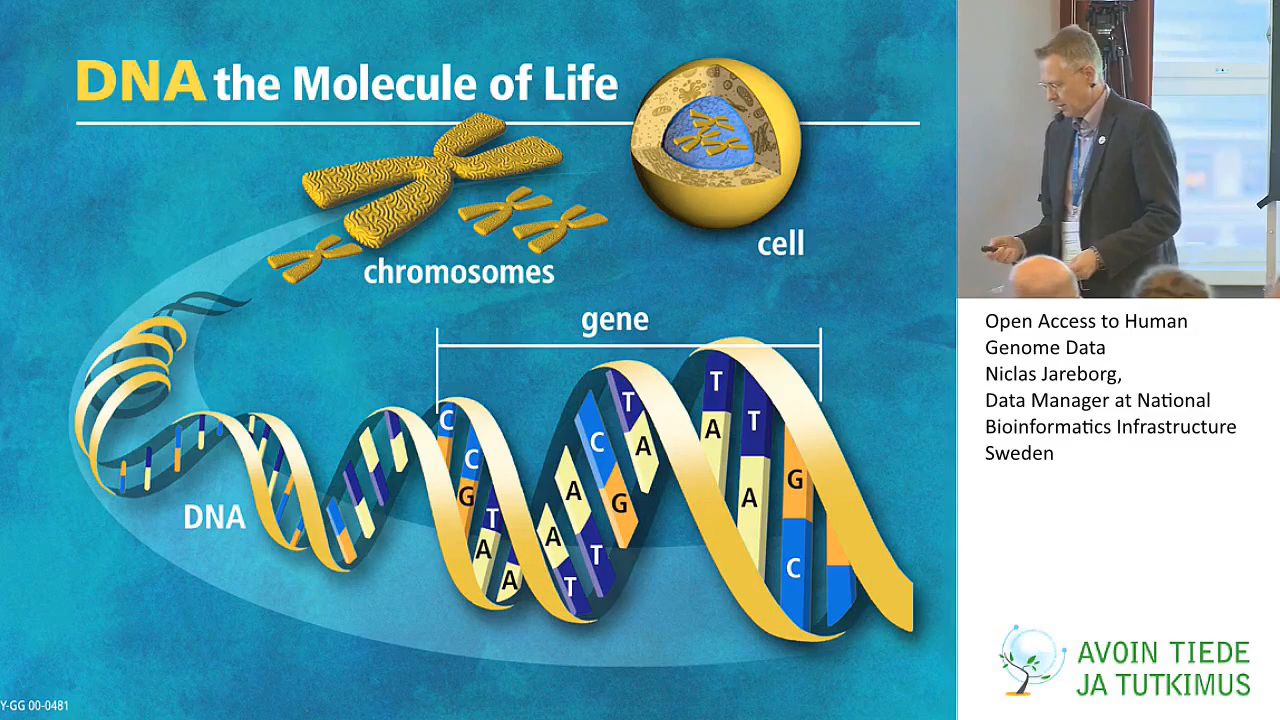 DNA the Molecule of Life
chromosomes
cell
gene
DNA
C
C
G
T
A
A
A
T
A
T
C
G
T
A
T
A
T
A
G
C
Y-GG 00-0481
Open Access to Human
Genome Data
Niclas Jareborg,
Data Manager at National
Bioinformatics Infrastructure
Sweden
AVOIN TIEDE
JA TUTKIMUS